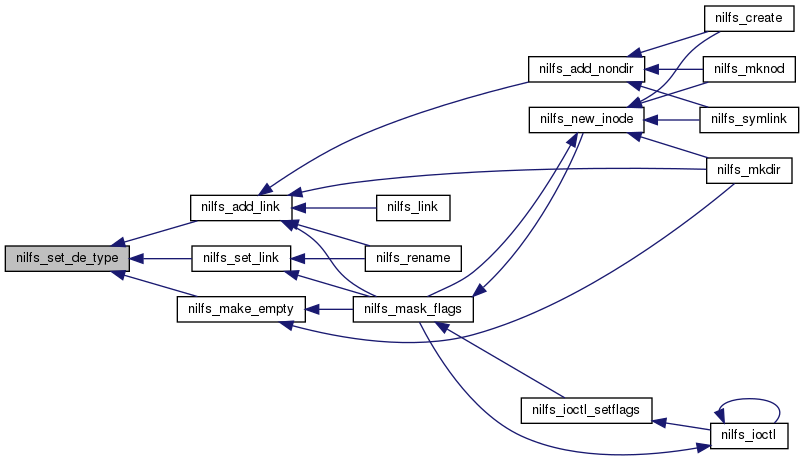 nilfs_create
nilfs_add_nondir
nilfs_mknod
nilfs_new_inode
nilfs_symlink
nilfs_mkdir
nilfs_add_link
nilfs_link
nilfs_set_de_type
nilfs_set_link
nilfs_rename
nilfs_make_empty
nilfs_mask_flags
nilfs_ioctl_setflags
nilfs_ioctl